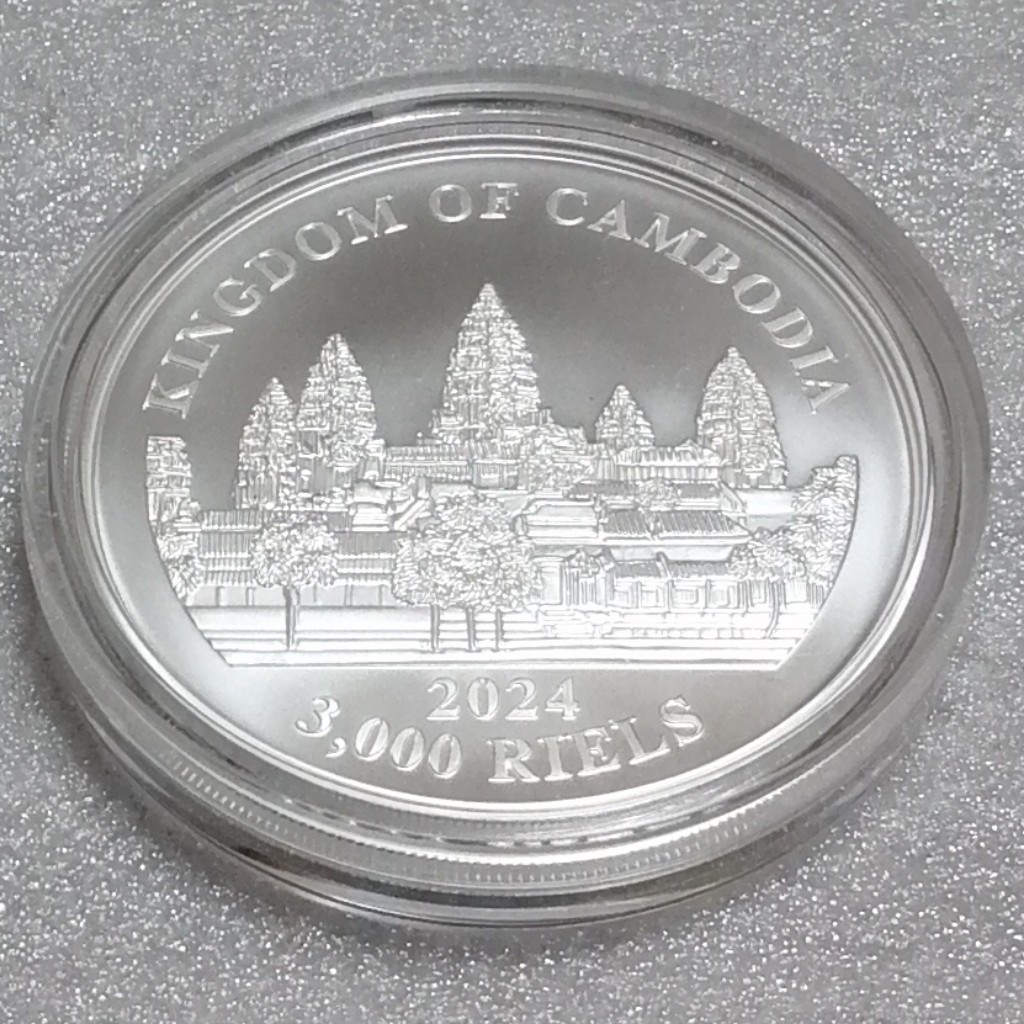 KINGDOM OF CAMBODIA
2024
3,000 RIELS